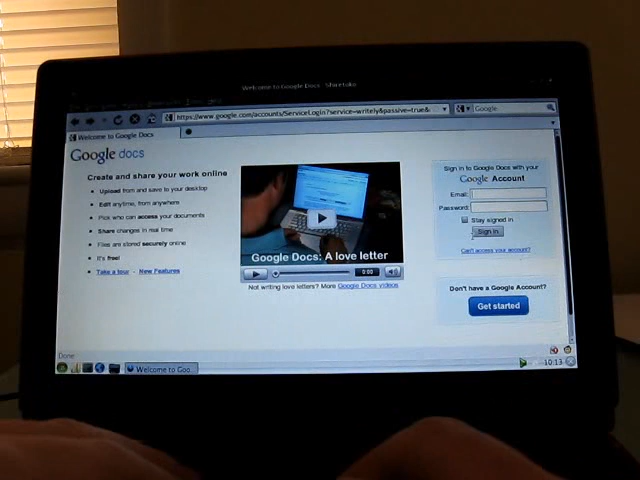 Welcome to Google Docs - Shiretoko
https://www.google.com/accounts/ServiceLogin?service=writely&passive=true&
Google
Welcome to Google Docs
Google docs
Create and share your work online
Upload from and save to your desktop
Edit anytime, from anywhere
Pick who can access your documents
Share changes in real time
Files are stored securely online
It's free!
Take a tour - New Features
Google Docs: A love letter
0:00
Not writing love letters? More Google Docs videos
Sign in to Google Docs with your
Google Account
Email:
Password:
Stay signed in
Sign in
Can't access your account?
Don't have a Google Account?
Get started
Done
Welcome to Goo...
10:13